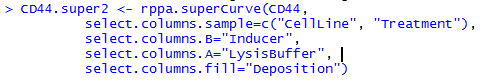 > CD44.super2 <- rppa.superCurve(CD44,
select.columns.sample=c("CellLine", "Treatment"),
select.columns.B="Inducer",
select.columns.A="LysisBuffer",
select.columns.fill="Deposition")